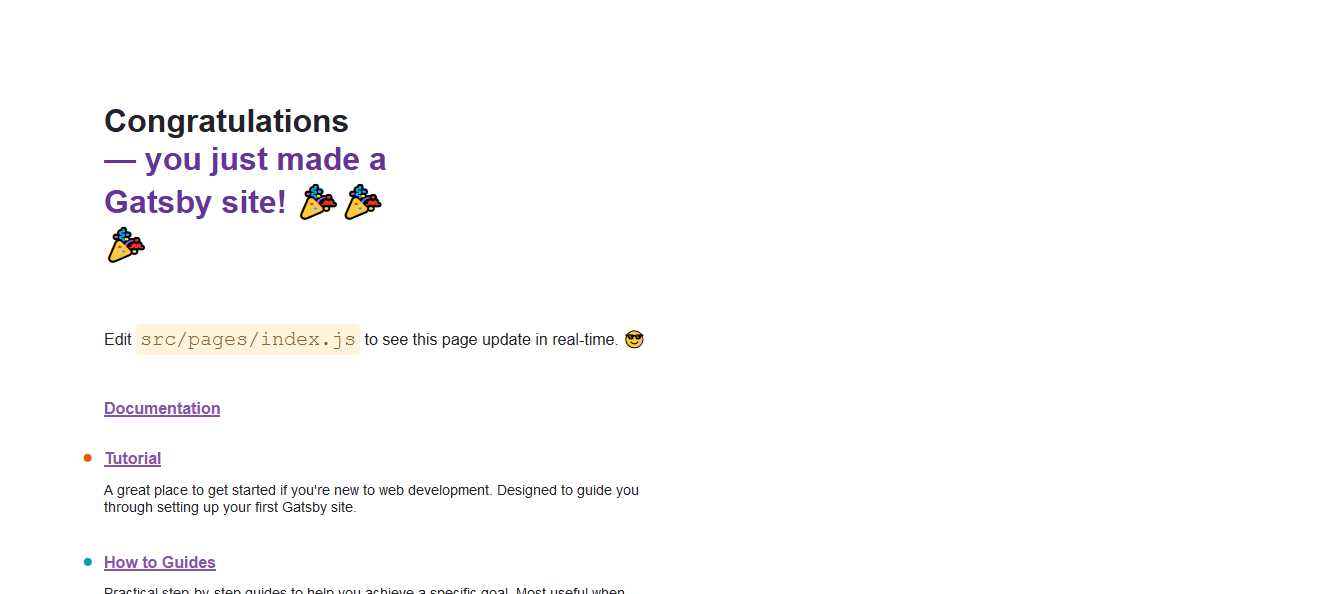 Congratulations
— you just made a
Gatsby site! 🎉🎉
🎉
Edit src/pages/index.js to see this page update in real-time. 😎
Documentation
Tutorial
A great place to get started if you're new to web development. Designed to guide you
through setting up your first Gatsby site.
How to Guides
Practical step-by-step guides to help you achieve a specific goal. Most useful when